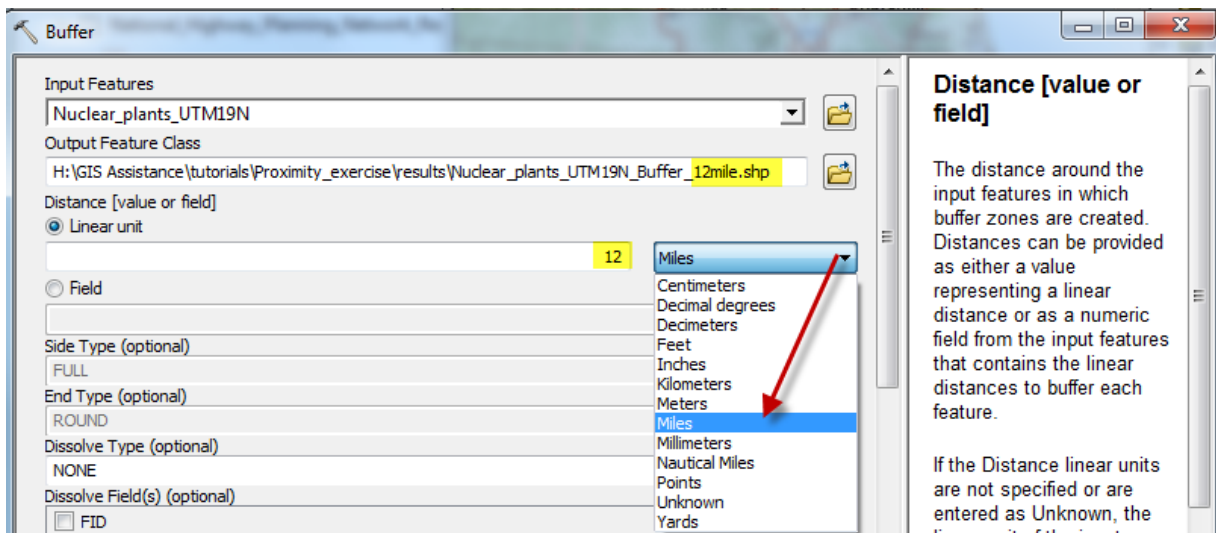 Buffer
Input Features
Nuclear_plants_UTM19N
Output Feature Class
H:\GIS Assistance\tutorials\Proximity_exercise\results\Nuclear_plants_UTM19N_Buffer_12mile.shp
Distance [value or field]
Linear unit
12 Miles
Centimeters
Decimal degrees
Decimeters
Feet
Inches
Kilometers
Meters
Miles
Millimeters
Nautical Miles
Points
Unknown
Yards
Field
Side Type (optional)
FULL
End Type (optional)
ROUND
Dissolve Type (optional)
NONE
Dissolve Field(s) (optional)
FID
Distance [value or
field]
The distance around the
input features in which
buffer zones are created.
Distances can be provided
as either a value
representing a linear
distance or as a numeric
field from the input features
that contains the linear
distances to buffer each
feature.
If the Distance linear units
are not specified or are
entered as Unknown, the